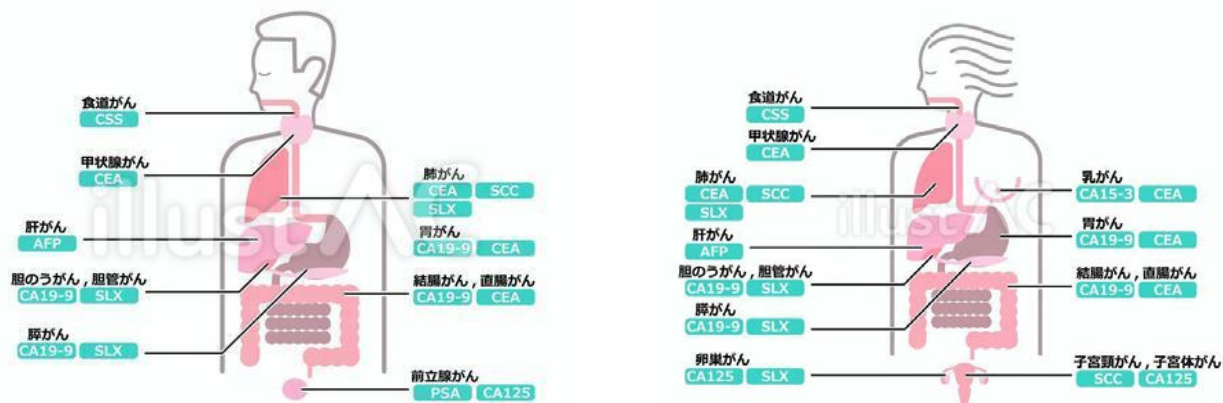 食道がん
CSS
甲状腺がん
CEA
肺がん
CEA SCC
SLX
肝がん
AFP
胃がん
CA19-9 CEA
胆のうがん , 胆管がん
CA19-9 SLX
結腸がん , 直腸がん
CA19-9 CEA
膵がん
CA19-9 SLX
前立腺がん
PSA CA125
illustAC
食道がん
CSS
甲状腺がん
CEA
肺がん
CEA SCC
SLX
乳がん
CA15-3 CEA
肝がん
AFP
胃がん
CA19-9 CEA
胆のうがん , 胆管がん
CA19-9 SLX
結腸がん , 直腸がん
CA19-9 CEA
膵がん
CA19-9 SLX
卵巣がん
CA125 SLX
子宮頸がん , 子宮体がん
SCC CA125
illustAC